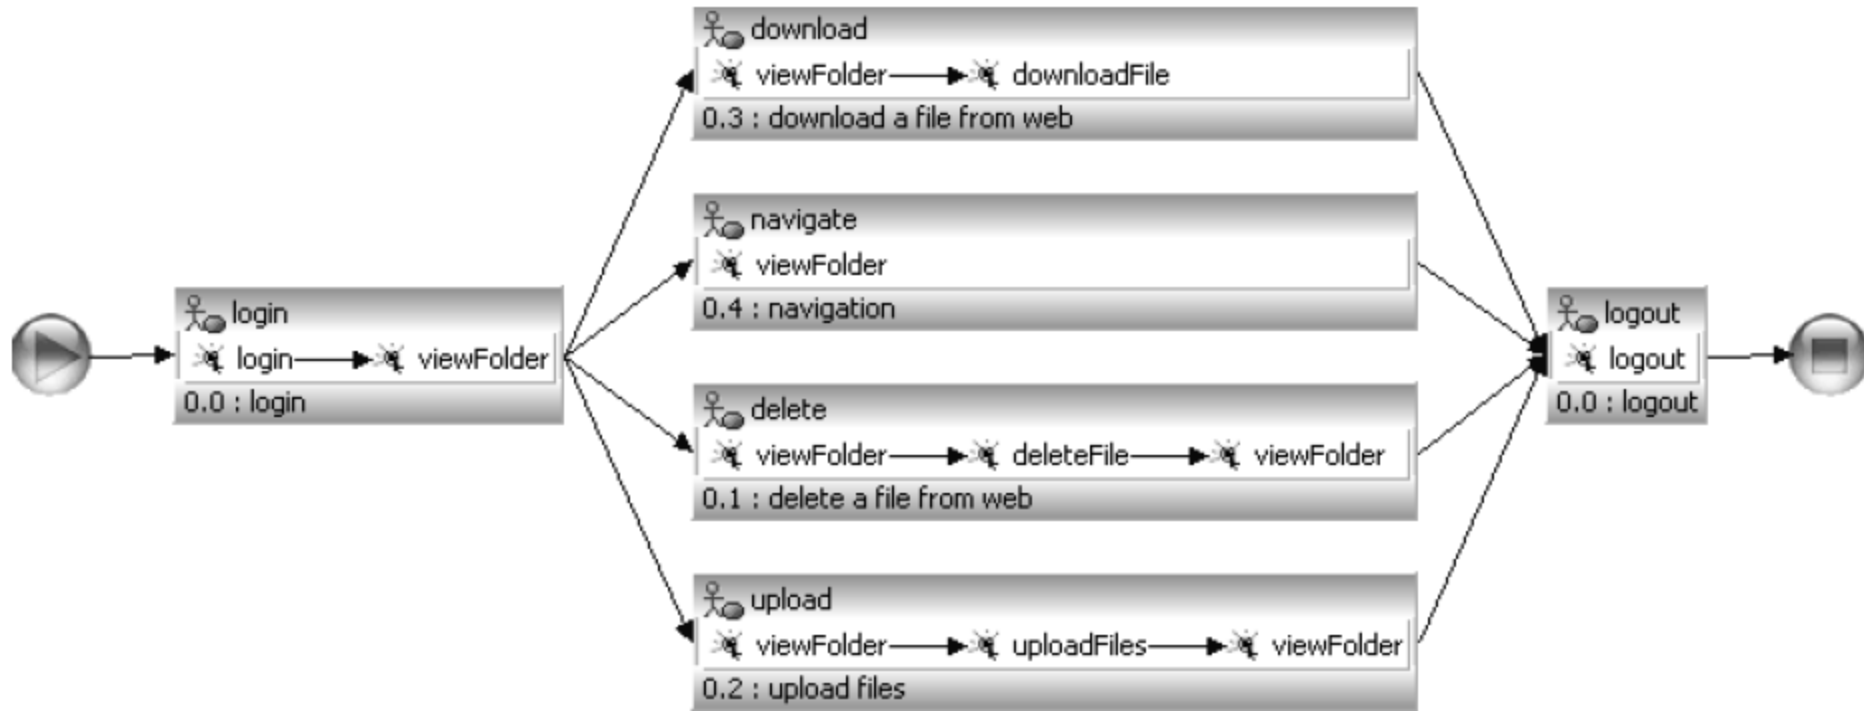 login
login viewFolder
0.0 : login
download
viewFolder downloadFile
0.3 : download a file from web
navigate
viewFolder
0.4 : navigation
delete
viewFolder deleteFile viewFolder
0.1 : delete a file from web
upload
viewFolder uploadFiles viewFolder
0.2 : upload files
logout
logout
0.0 : logout